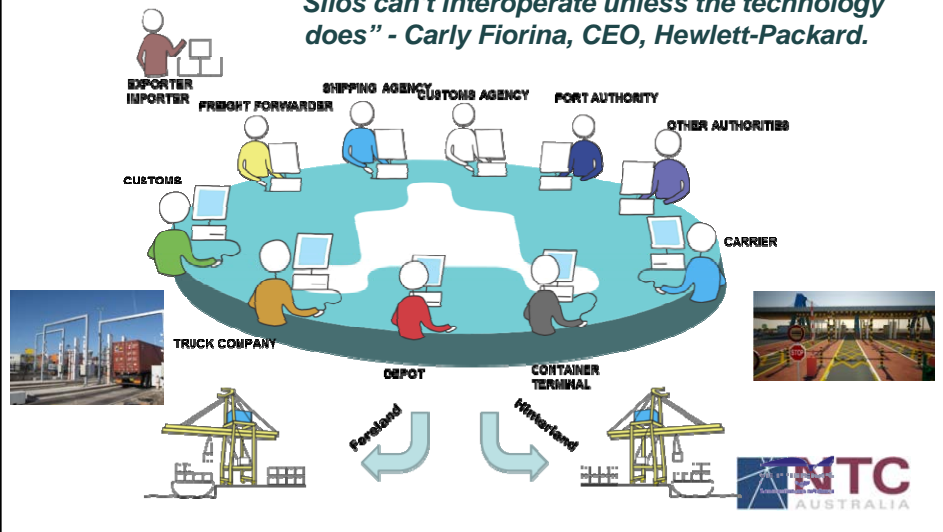 "Silos can't interoperate unless the technology
does" - Carly Fiorina, CEO, Hewlett-Packard.
EXPORTER
IMPORTER
FREIGHT FORWARDER
SHIPPING AGENCY
CUSTOMS AGENCY
PORT AUTHORITY
OTHER AUTHORITIES
CUSTOMS
CARRIER
TRUCK COMPANY
DEPOT
CONTAINER
TERMINAL
STOP
Foreland
Hinterland
NTC
AUSTRALIA